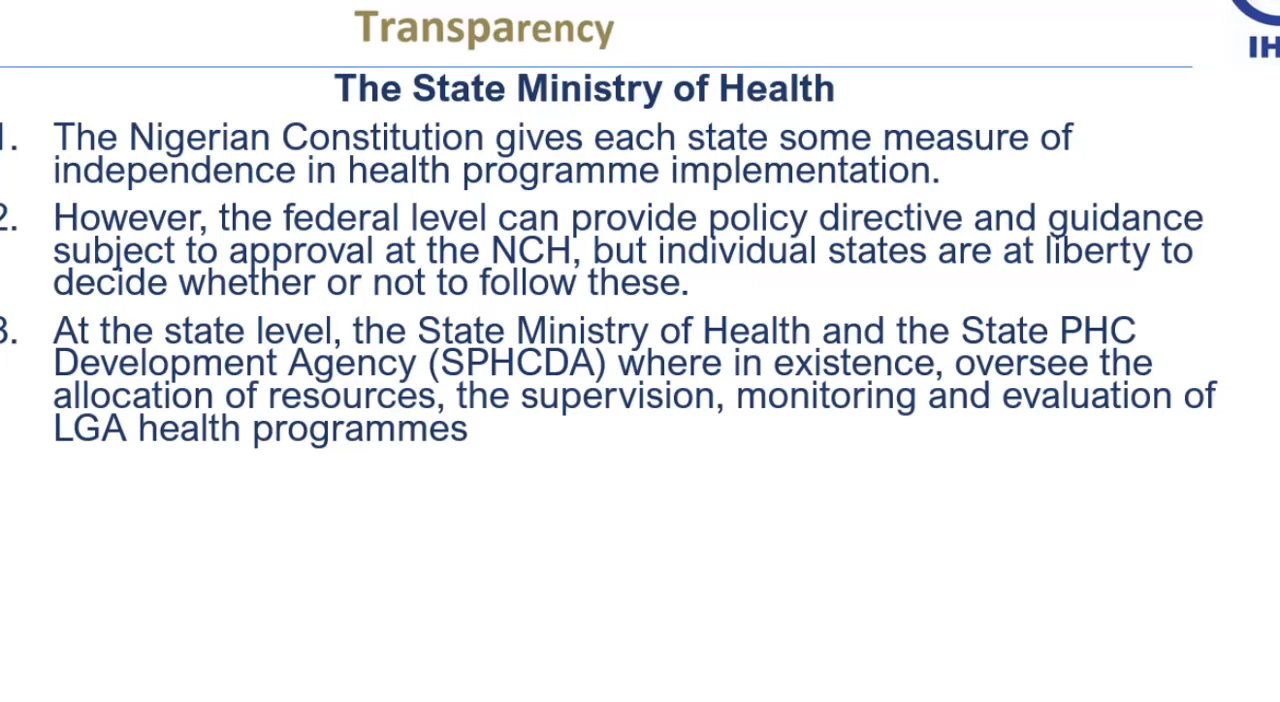 Transparency
IH
The State Ministry of Health
1. The Nigerian Constitution gives each state some measure of
independence in health programme implementation.
2. However, the federal level can provide policy directive and guidance
subject to approval at the NCH, but individual states are at liberty to
decide whether or not to follow these.
3. At the state level, the State Ministry of Health and the State PHC
Development Agency (SPHCDA) where in existence, oversee the
allocation of resources, the supervision, monitoring and evaluation of
LGA health programmes